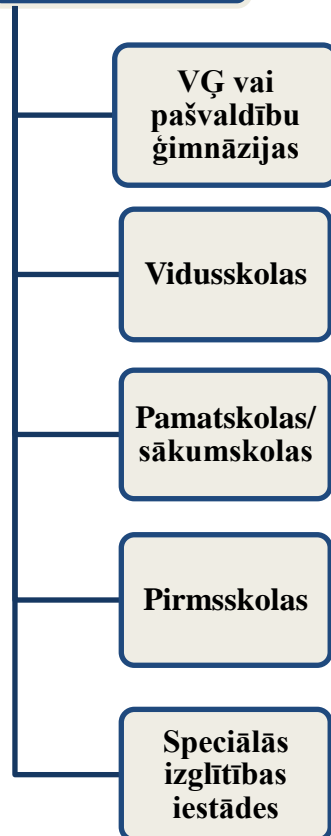 VĢ vai
pašvaldību
ģimnāzijas
Vidusskolas
Pamatskolas/
sākumskolas
Pirmsskolas
Speciālās
izglītības
iestādes